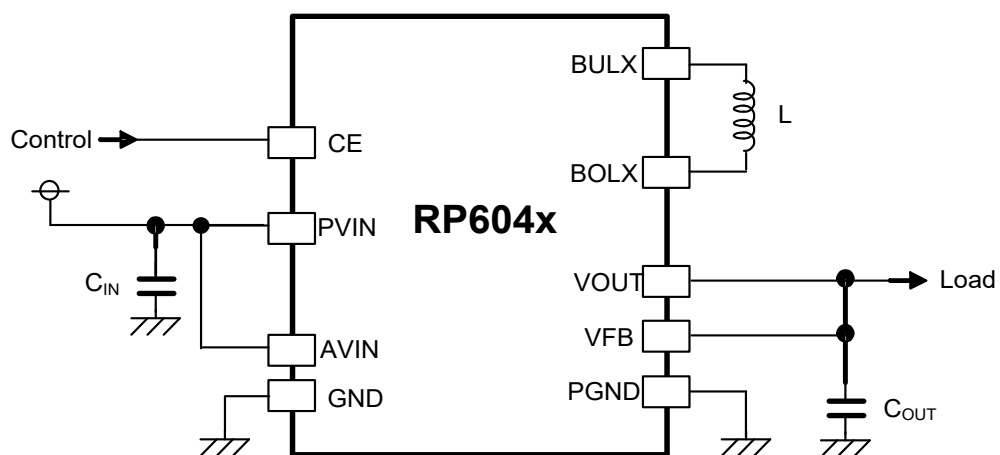 BULX
L
Control
CE
BOLX
RP604x
PVIN
CIN
VOUT
Load
VFB
AVIN
GND
PGND
COUT